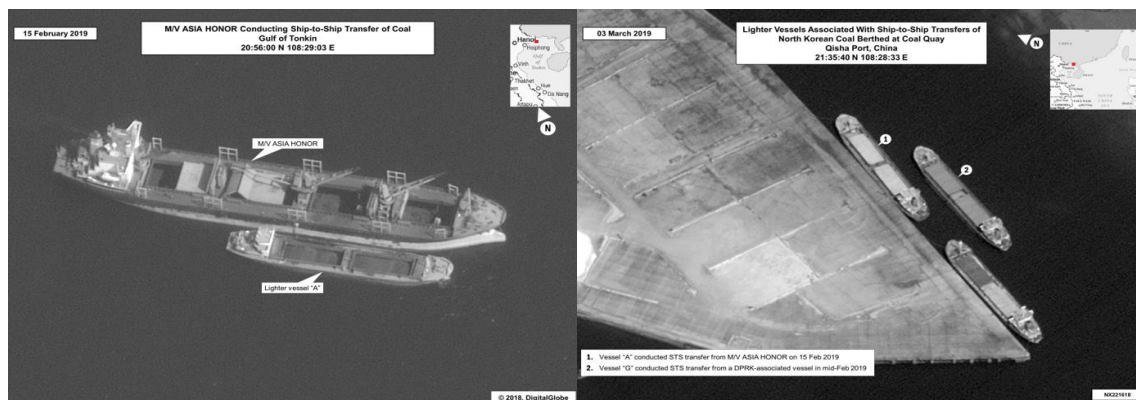 15 February 2019
M/V ASIA HONOR Conducting Ship-to-Ship Transfer of Coal
Gulf of Tonkin
20:56:00 N 108:29:03 E
Hanoi
Haiphong
Vinh
Thakhet
Hue
Da Nang
N
M/V ASIA HONOR
Lighter vessel "A"
© 2018, DigitalGlobe
03 March 2019
Lighter Vessels Associated With Ship-to-Ship Transfers of
North Korean Coal Berthed at Coal Quay
Qisha Port, China
21:35:40 N 108:28:33 E
N
1
2
1. Vessel "A" conducted STS transfer from M/V ASIA HONOR on 15 Feb 2019
2. Vessel "G" conducted STS transfer from a DPRK-associated vessel in mid-Feb 2019
NX221618